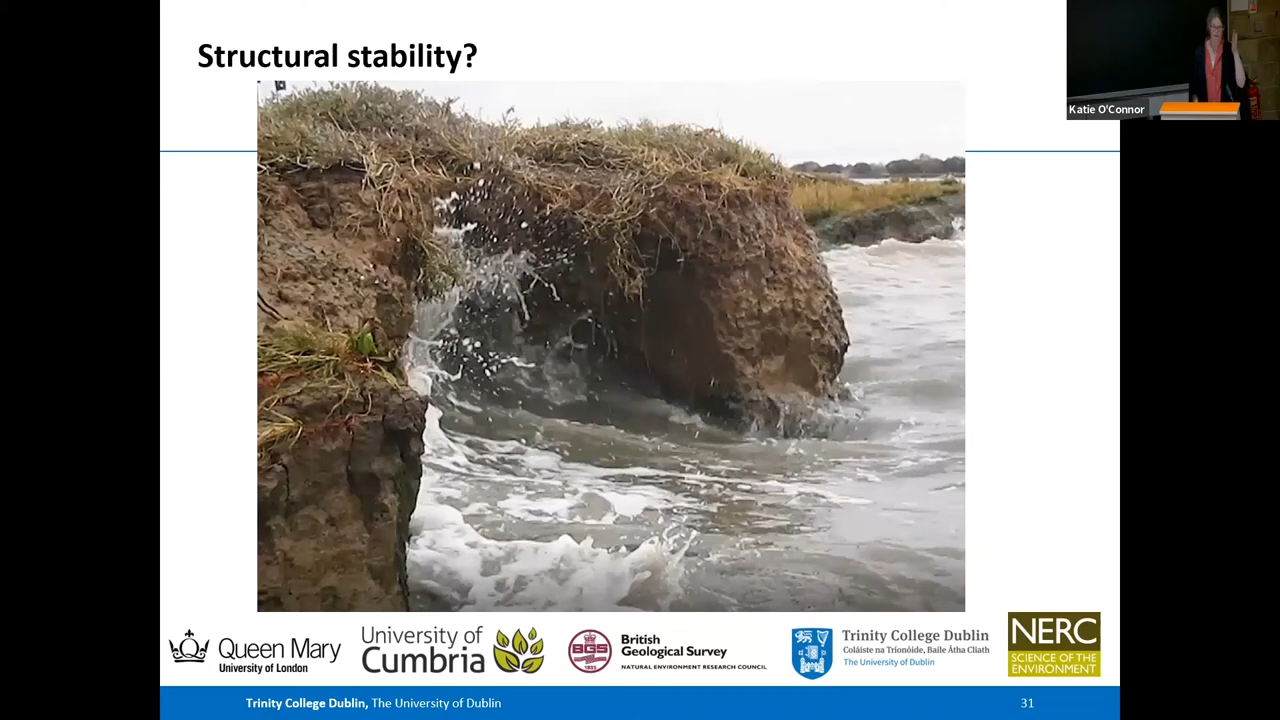 Structural stability?
Katie O'Connor
Queen Mary
University of London
University of
Cumbria
BGS
1835
British
Geological Survey
NATURAL ENVIRONMENT RESEARCH COUNCIL
Trinity College Dublin
Coláiste na Tríonóide, Baile Átha Cliath
The University of Dublin
NERC
SCIENCE OF THE
ENVIRONMENT
Trinity College Dublin, The University of Dublin
31